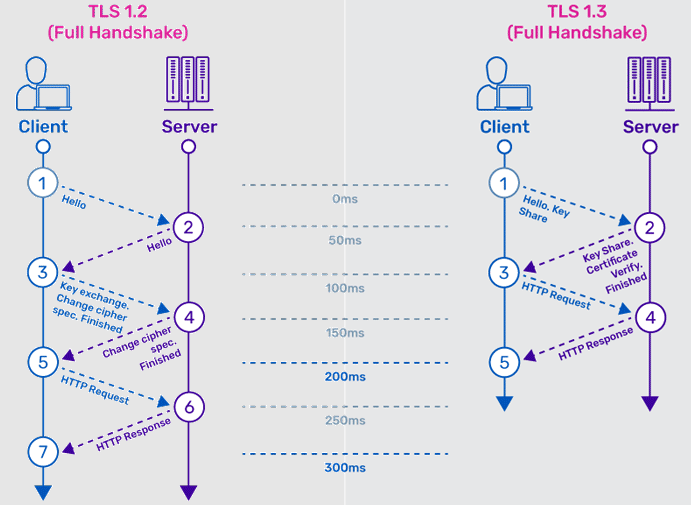 TLS 1.2
(Full Handshake)
Client
Server
1
Hello
2
Hello
3
Key exchange.
Change cipher
spec. Finished
4
Change cipher
spec.
Finished
5
HTTP Request
6
HTTP Response
7
0ms
50ms
100ms
150ms
200ms
250ms
300ms
TLS 1.3
(Full Handshake)
Client
Server
1
Hello. Key
Share
2
Key Share.
Certificate
Verify.
Finished
3
HTTP Request
4
HTTP Response
5